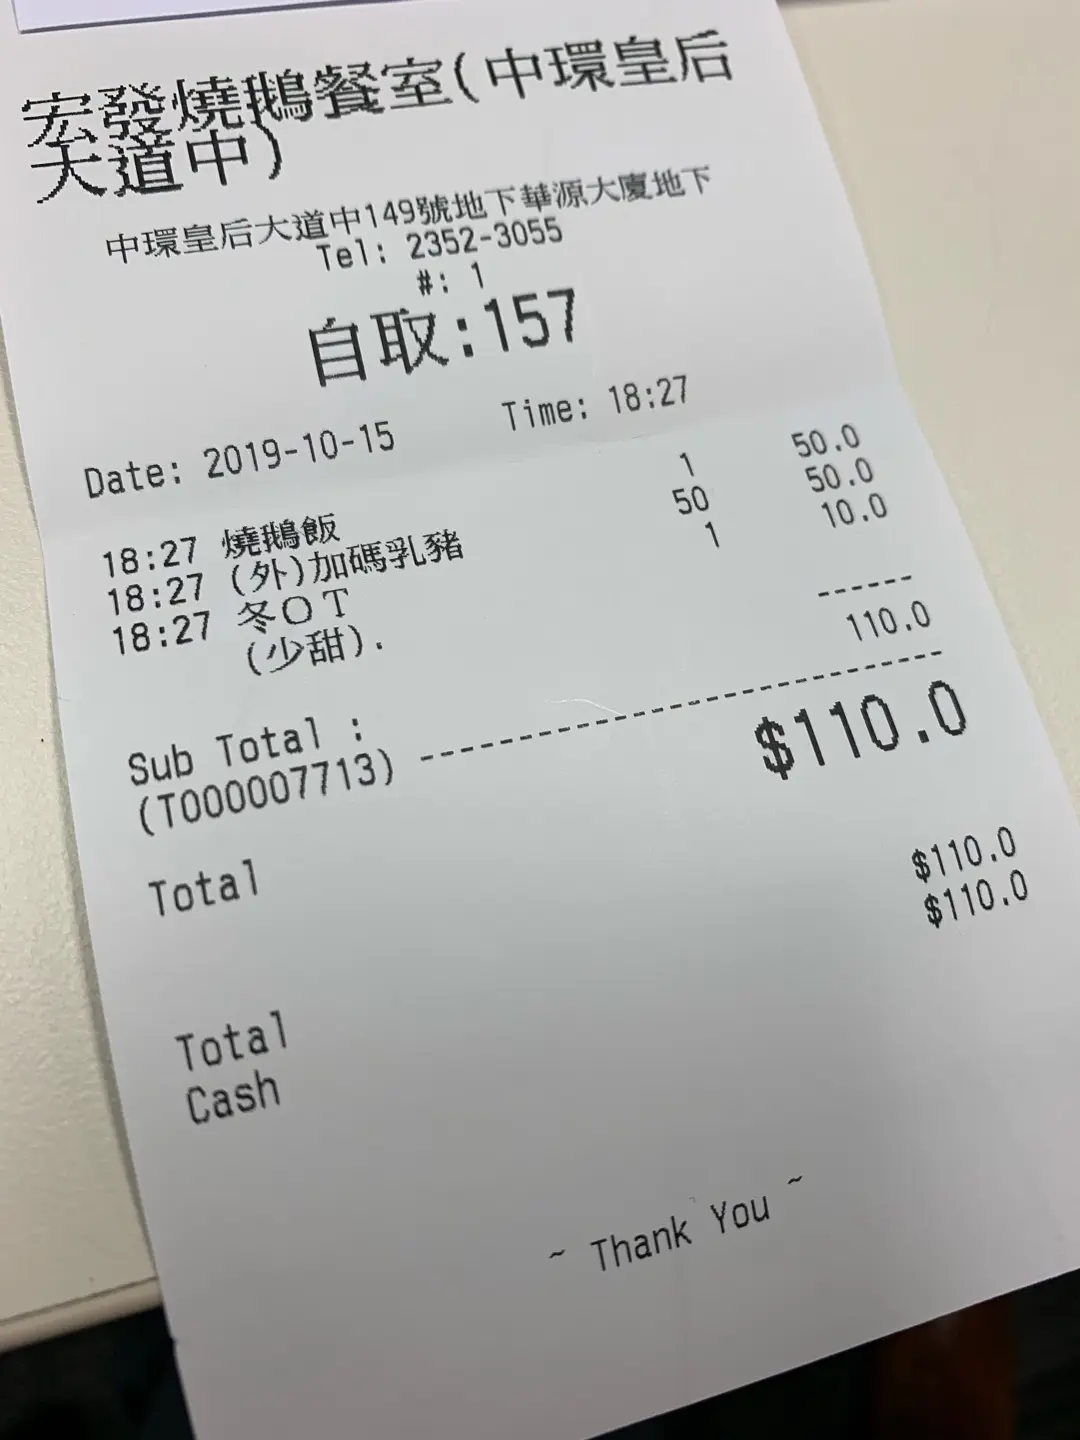 宏發燒鵝餐室(中環皇后
大道中)
中環皇后大道中149號地下華源大廈地下
Tel: 2352-3055
#: 1
自取:157
Date: 2019-10-15 Time: 18:27
18:27 燒鵝飯 1 50.0
18:27 (外)加碼乳豬 50 50.0
18:27 冬OT 1 10.0
(少甜).
------
Sub Total : 110.0
(T000007713) ------------------------------
Total $110.0
Total $110.0
Cash $110.0
~ Thank You ~